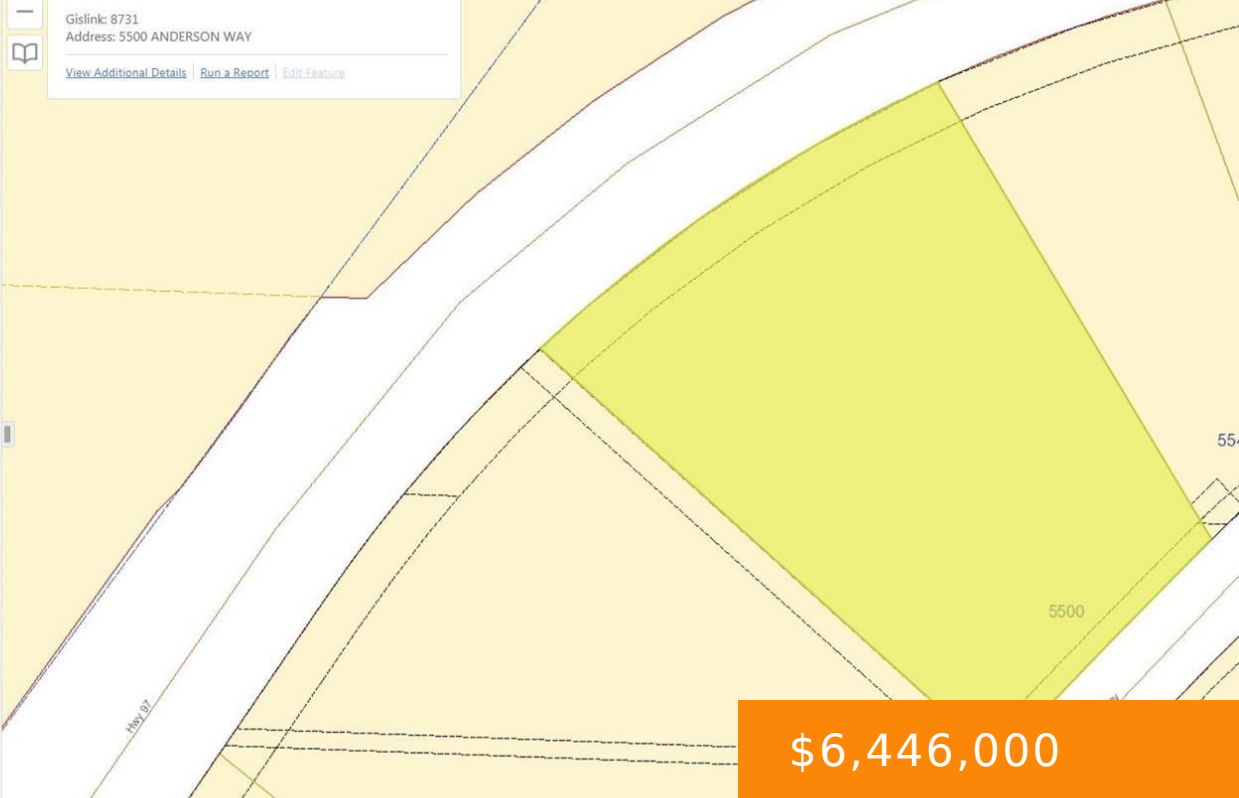 Gislink: 8731
Address: 5500 ANDERSON WAY
View Additional Details Run a Report Edit Feature
5500
Hwy 97
$6,446,000